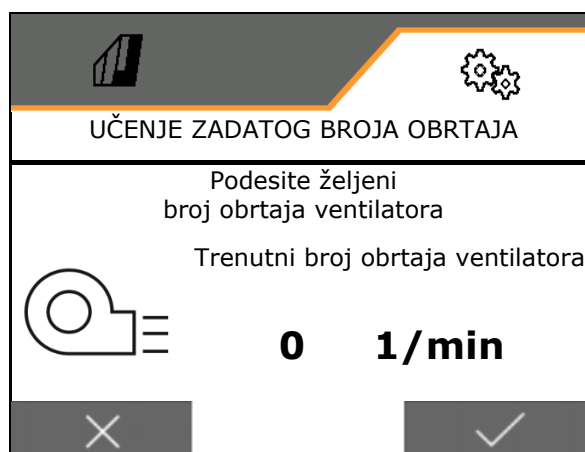 UČENJE ZADATOG BROJA OBRTAJA
Podesite željeni
broj obrtaja ventilatora
Trenutni broj obrtaja ventilatora
0 1/min